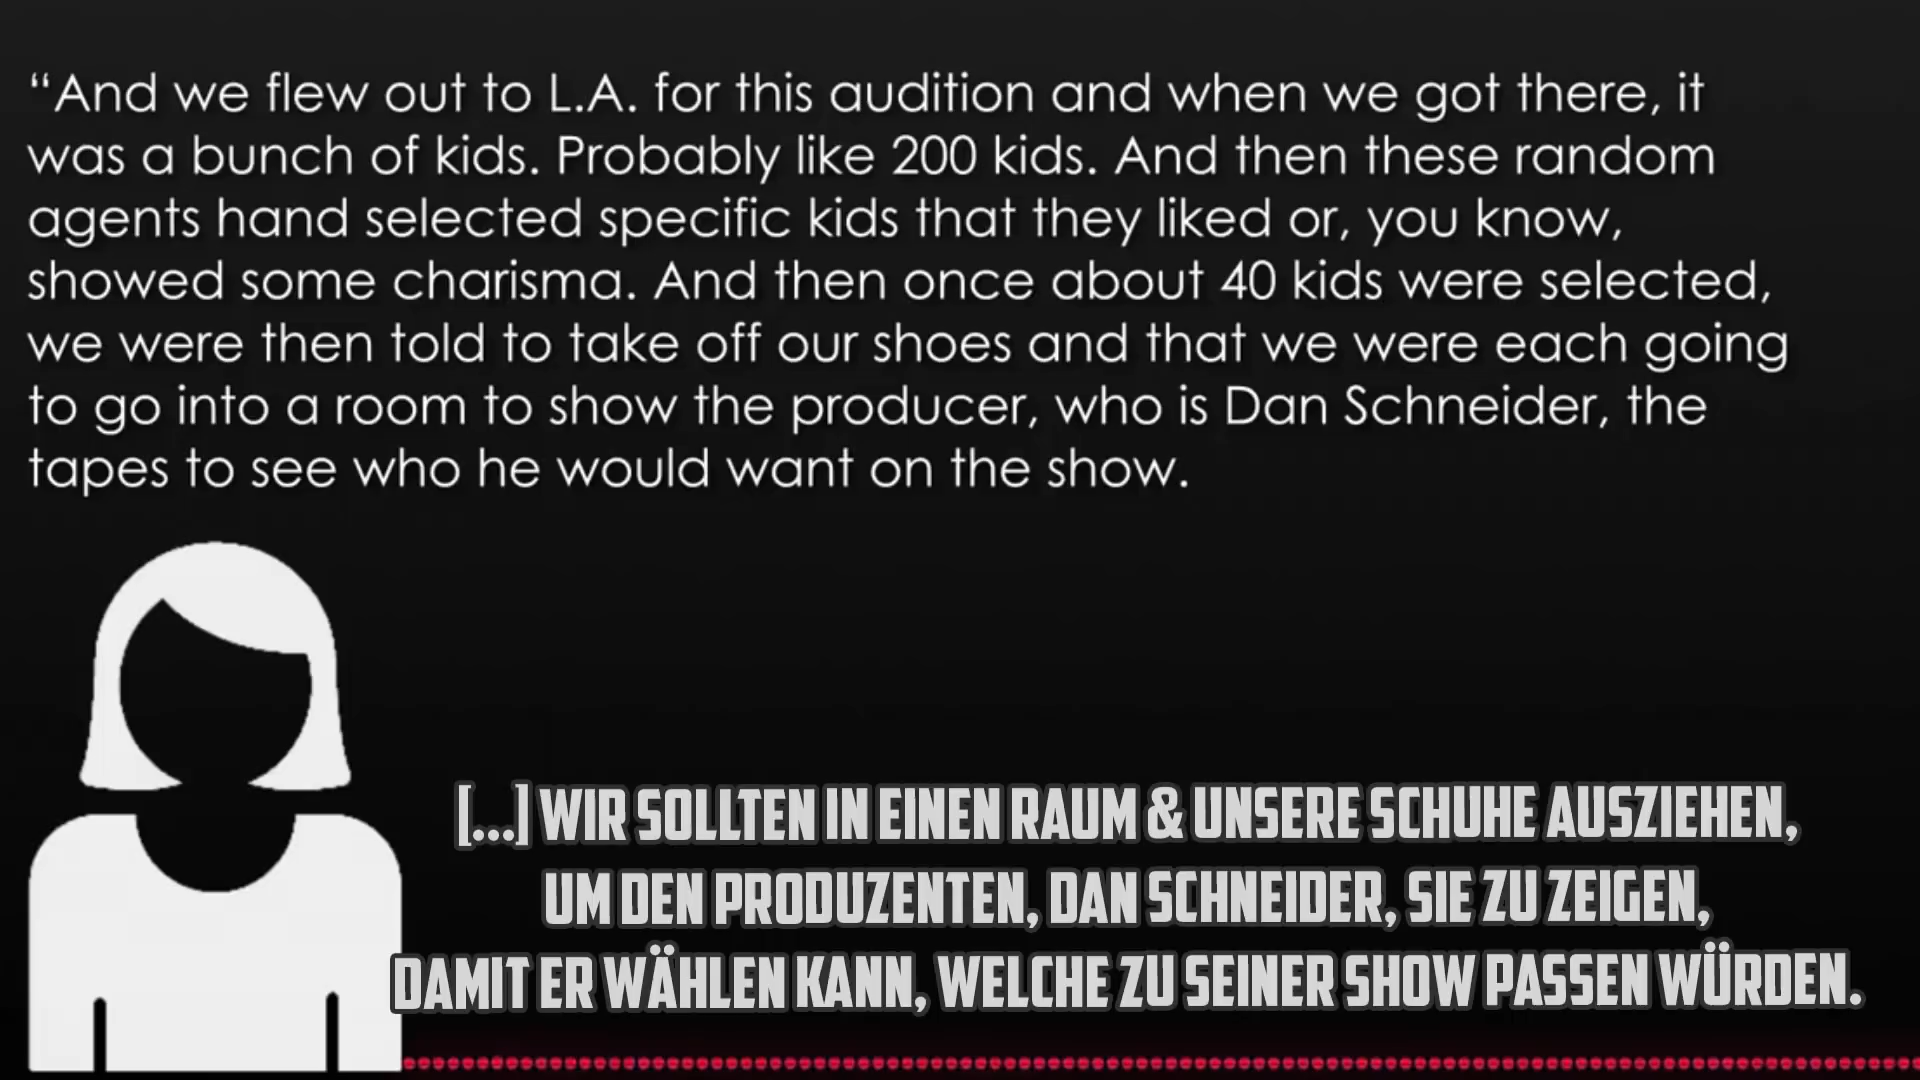 “And we flew out to L.A. for this audition and when we got there, it
was a bunch of kids. Probably like 200 kids. And then these random
agents hand selected specific kids that they liked or, you know,
showed some charisma. And then once about 40 kids were selected,
we were then told to take off our shoes and that we were each going
to go into a room to show the producer, who is Dan Schneider, the
tapes to see who he would want on the show.
[...] WIR SOLLTEN IN EINEN RAUM & UNSERE SCHUHE AUSZIEHEN,
UM DEN PRODUZENTEN, DAN SCHNEIDER, SIE ZU ZEIGEN,
DAMIT ER WÄHLEN KANN, WELCHE ZU SEINER SHOW PASSEN WÜRDEN.